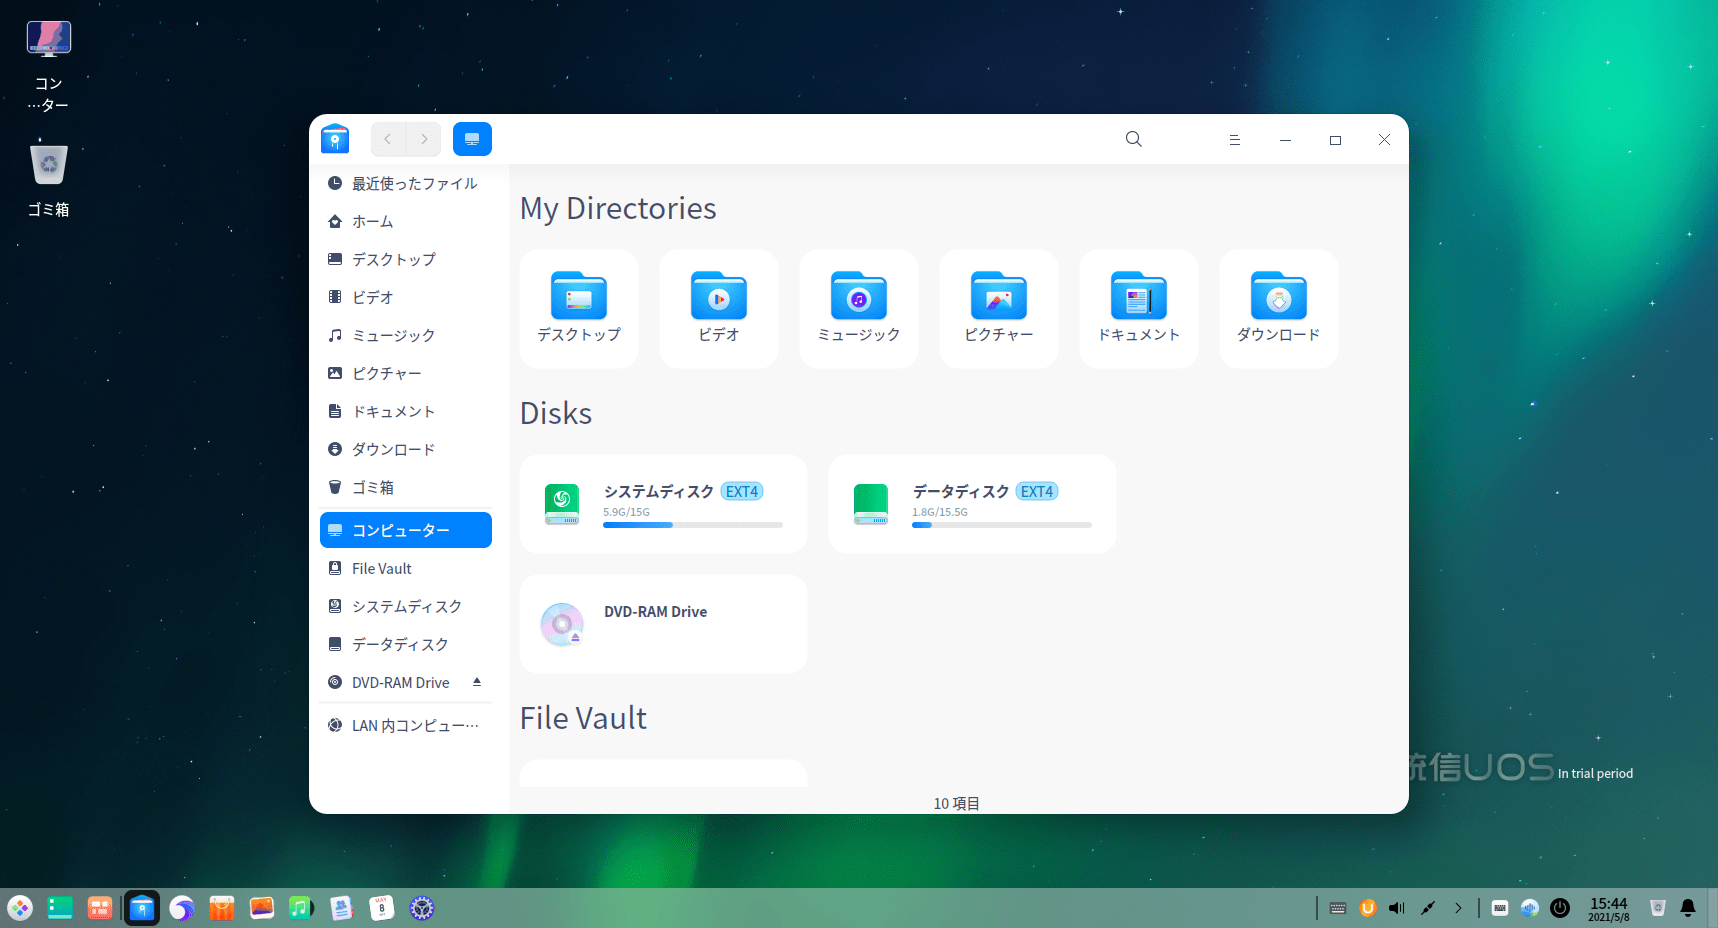 コン
…ター
ゴミ箱
最近使ったファイル
ホーム
デスクトップ
ビデオ
ミュージック
ピクチャー
ドキュメント
ダウンロード
ゴミ箱
コンピューター
File Vault
システムディスク
データディスク
DVD-RAM Drive
LAN 内コンピュー…
My Directories
デスクトップ
ビデオ
ミュージック
ピクチャー
ドキュメント
ダウンロード
Disks
システムディスク EXT4
5.9G/15G
データディスク EXT4
1.8G/15.5G
DVD-RAM Drive
File Vault
10 項目
统信UOS In trial period
MAY
8
15:44
2021/5/8